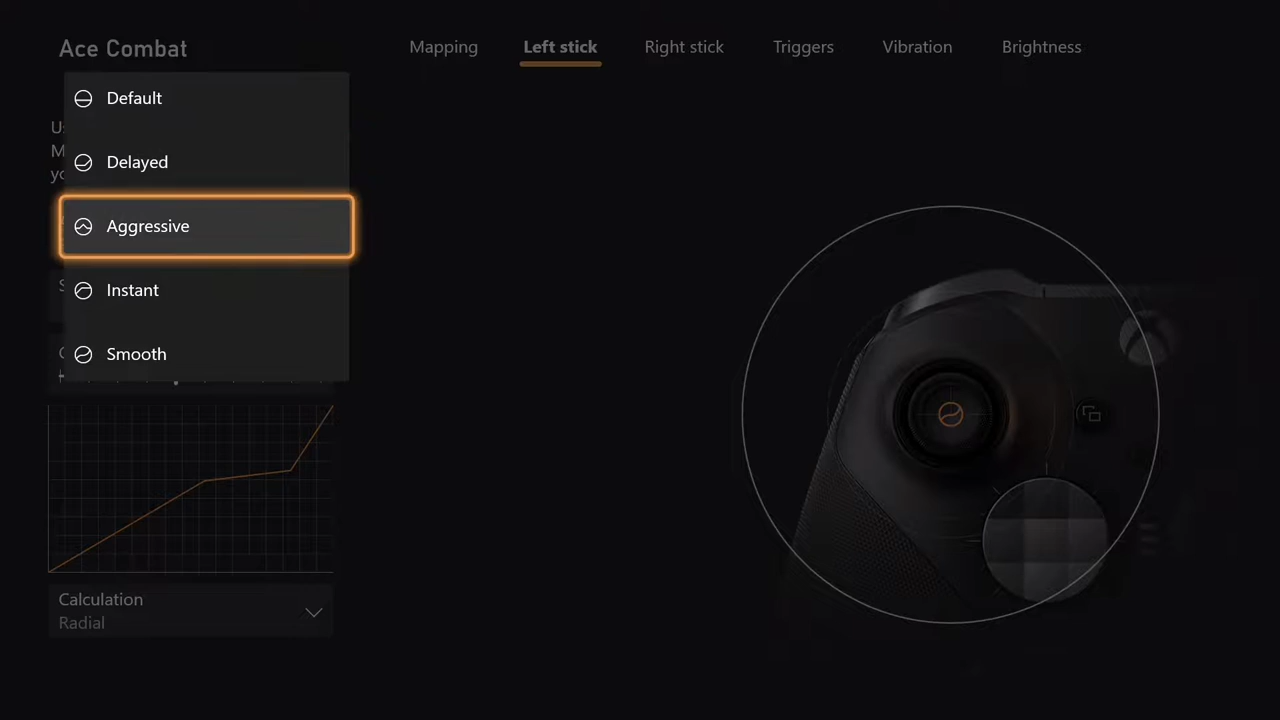 Ace Combat
Mapping
Left stick
Right stick
Triggers
Vibration
Brightness
Default
Delayed
Aggressive
Instant
Smooth
Calculation
Radial